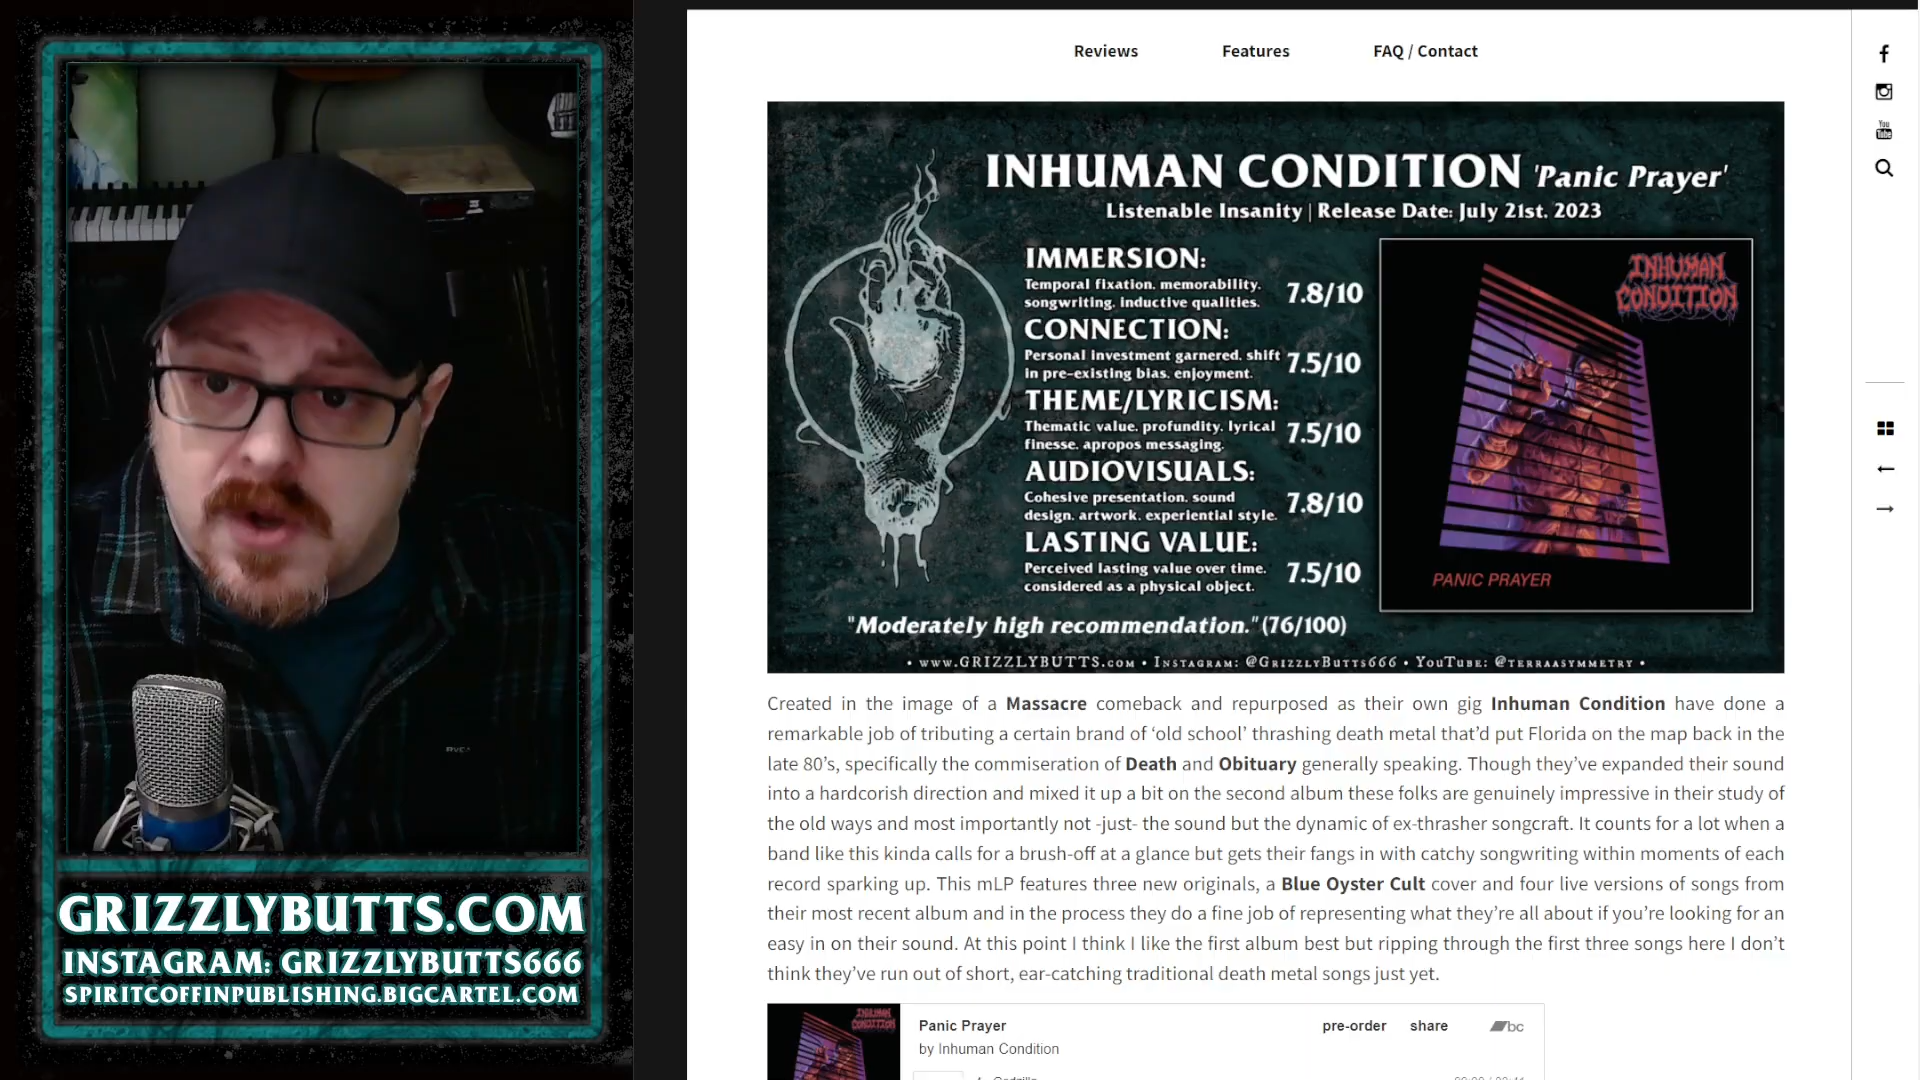 Reviews
Features
FAQ / Contact
INHUMAN CONDITION 'Panic Prayer'
Listenable Insanity | Release Date: July 21st, 2023
IMMERSION:
Temporal fixation, memorability,
songwriting, inductive qualities.
7.8/10
CONNECTION:
Personal investment garnered, shift
in pre-existing bias, enjoyment.
7.5/10
THEME/LYRICISM:
Thematic value, profundity, lyrical
finesse, apropos messaging.
7.5/10
AUDIOVISUALS:
Cohesive presentation, sound
design, artwork, experiential style.
7.8/10
LASTING VALUE:
Perceived lasting value over time,
considered as a physical object.
7.5/10
"Moderately high recommendation." (76/100)
• www.GRIZZLYBUTTS.com • Instagram: @GrizzlyButts666 • YouTube: @terraasymmetry •
INHUMAN
CONDITION
PANIC PRAYER
Created in the image of a Massacre comeback and repurposed as their own gig Inhuman Condition have done a
remarkable job of tributing a certain brand of ‘old school’ thrashing death metal that’d put Florida on the map back in the
late 80’s, specifically the commiseration of Death and Obituary generally speaking. Though they’ve expanded their sound
into a hardcorish direction and mixed it up a bit on the second album these folks are genuinely impressive in their study of
the old ways and most importantly not -just- the sound but the dynamic of ex-thrasher songcraft. It counts for a lot when a
band like this kinda calls for a brush-off at a glance but gets their fangs in with catchy songwriting within moments of each
record sparking up. This mLP features three new originals, a Blue Oyster Cult cover and four live versions of songs from
their most recent album and in the process they do a fine job of representing what they’re all about if you’re looking for an
easy in on their sound. At this point I think I like the first album best but ripping through the first three songs here I don’t
think they’ve run out of short, ear-catching traditional death metal songs just yet.
INHUMAN
CONDITION
Panic Prayer
by Inhuman Condition
pre-order
share
bc
You
Tube
RVCA
GRIZZLYBUTTS.COM
INSTAGRAM: GRIZZLYBUTTS666
SPIRITCOFFINPUBLISHING.BIGCARTEL.COM